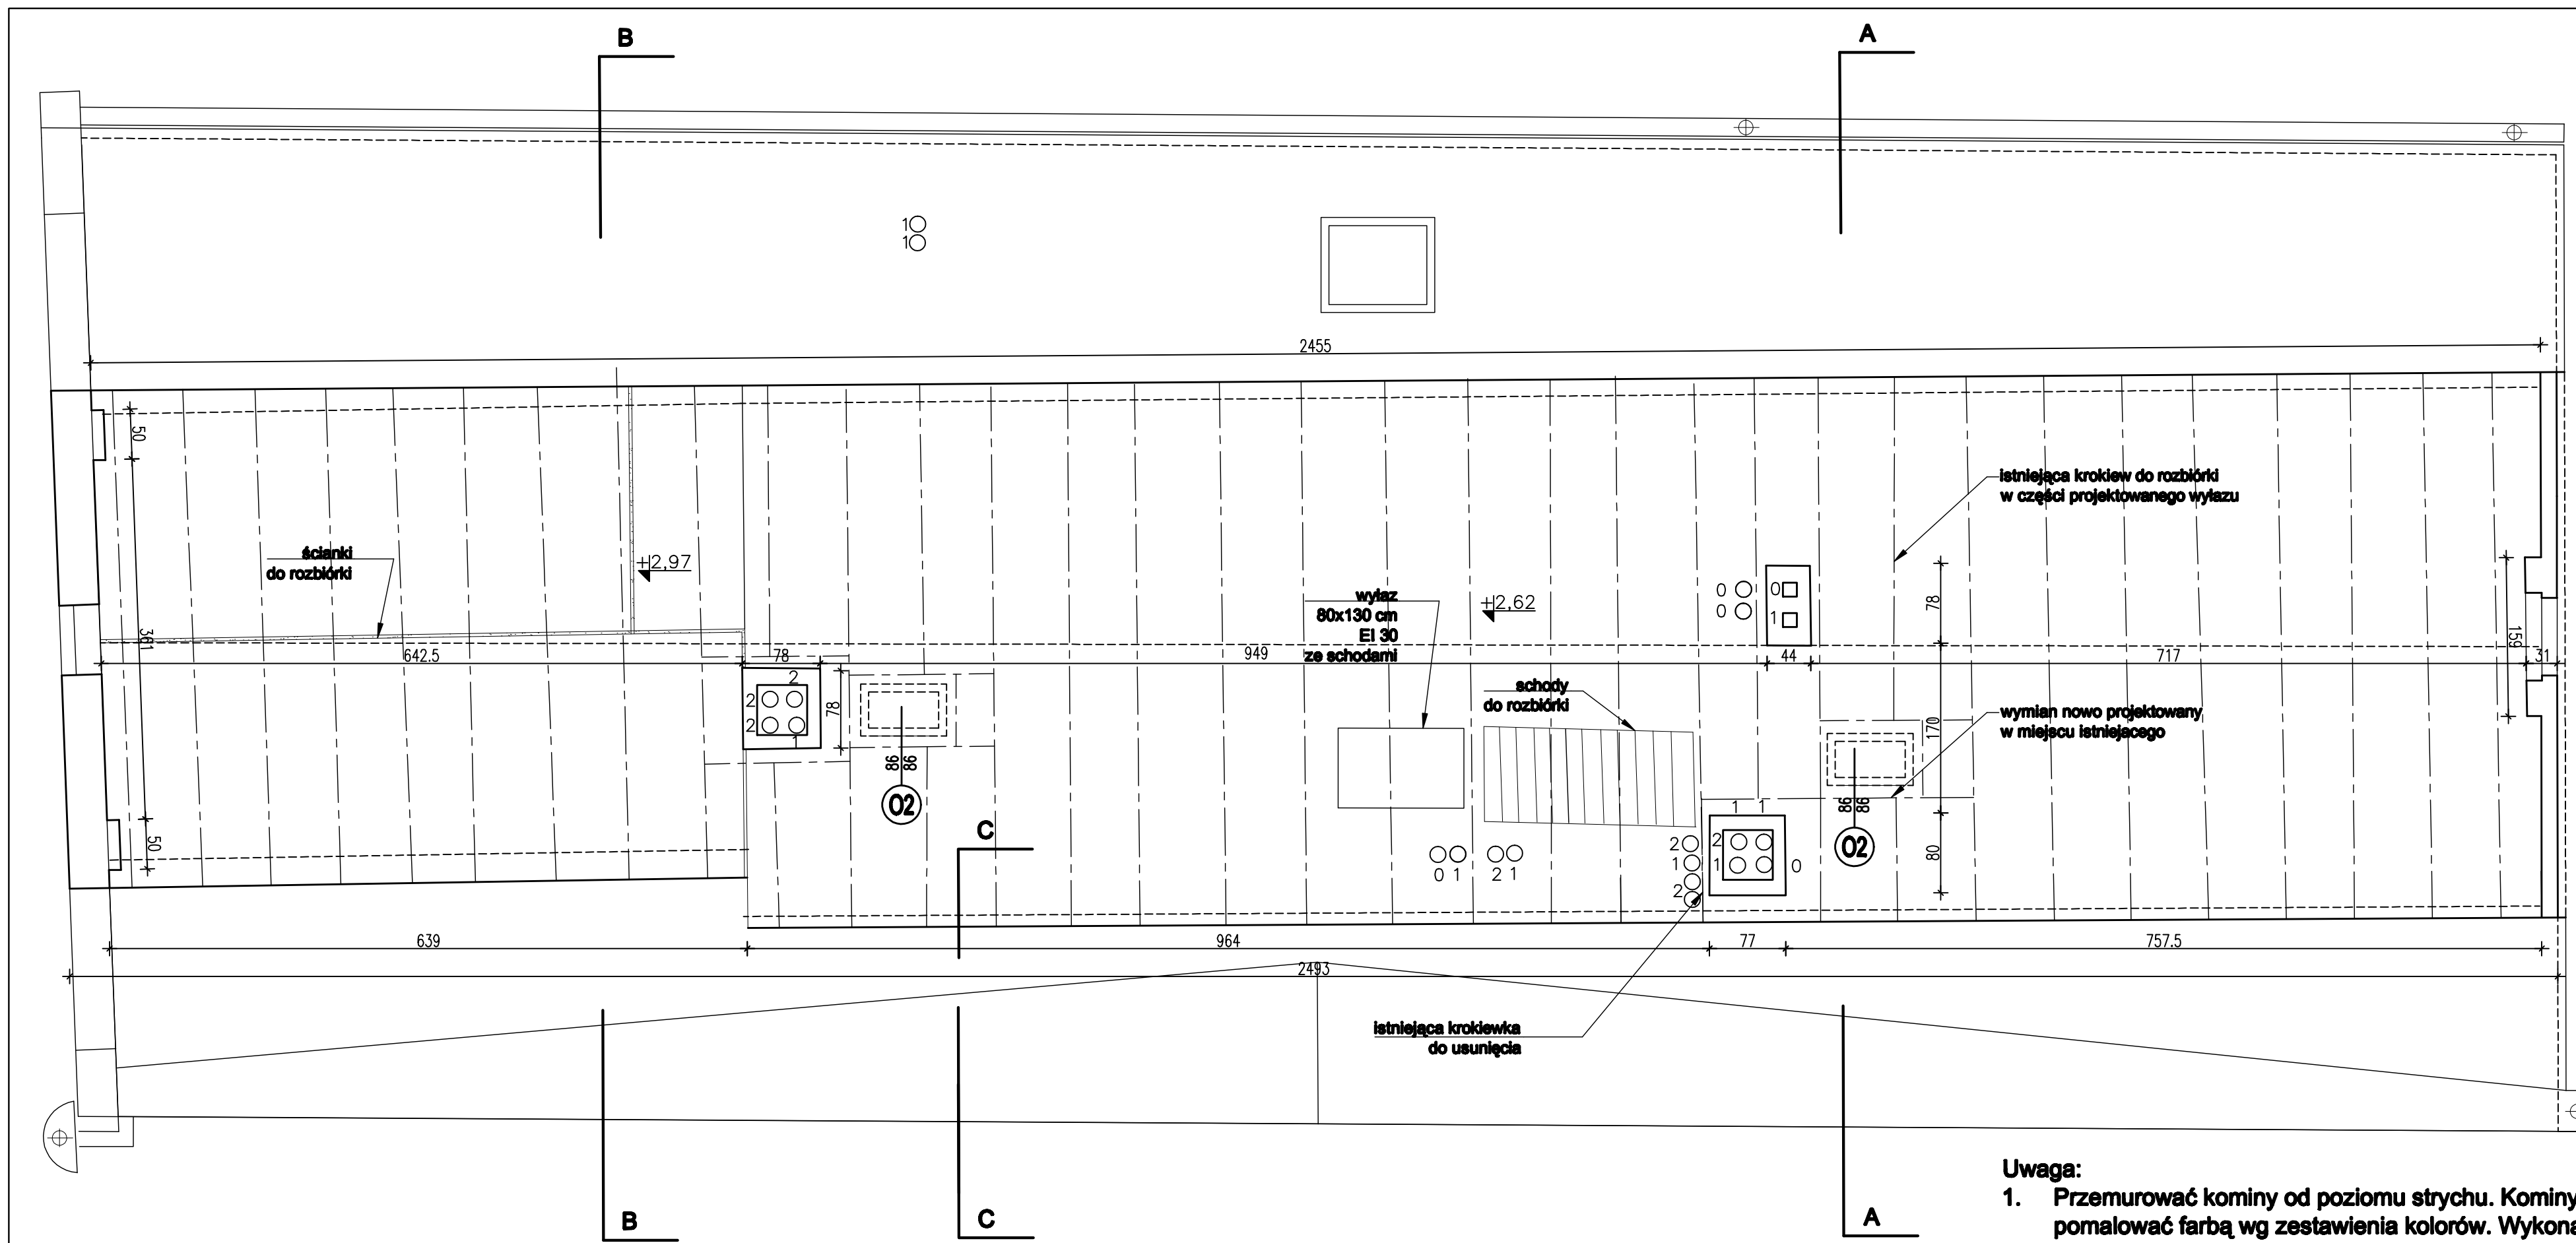 B
A
1
1
2455
50
istniejąca krokiew do rozbiórki
w części projektowanego wyłazu
ścianki
do rozbiórki
+2,97
wyłaz
80x130 cm
EI 30
ze schodami
+2,62
0
0
0
1
78
361
642.5
78
949
44
717
159
31
schody
do rozbiórki
2
2
2
1
78
86
86
O2
wymian nowo projektowany
w miejscu istniejacego
170
86
86
O2
50
C
0 1
2 1
2
1
2
1 1
2
1
0
80
639
964
77
757.5
2493
istniejąca krokiewka
do usunięcia
Uwaga:
1. Przemurować kominy od poziomu strychu. Kominy
pomalować farbą wg zestawienia kolorów. Wykona
B
C
A